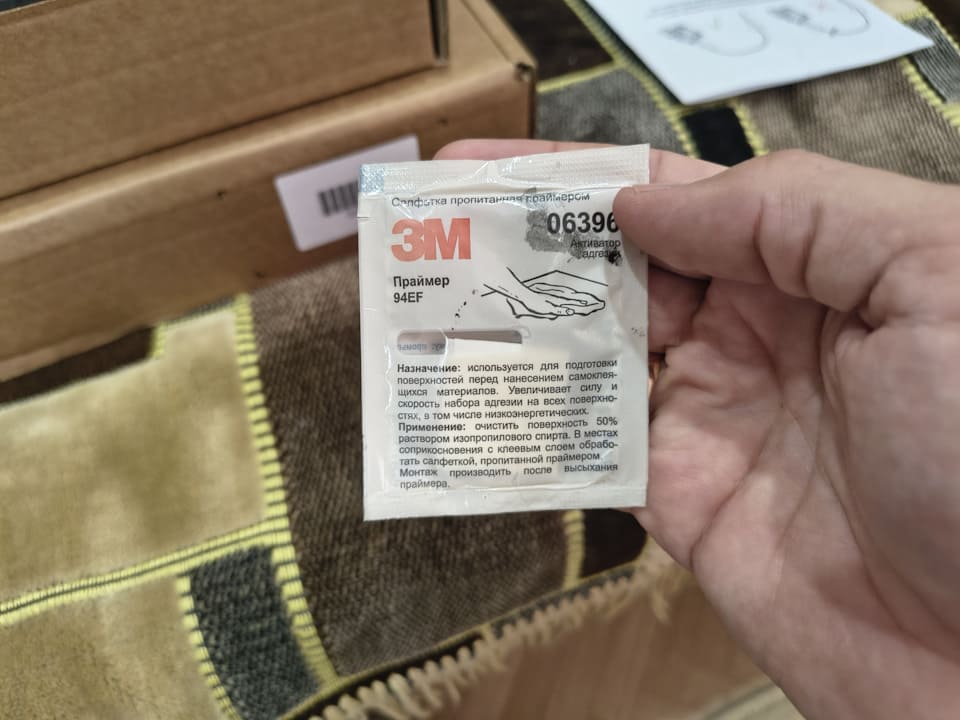 Салфетка пропитанная праймером
3M
06396
Активатор
адгезии
Праймер
94EF
Назначение: используется для подготовки
поверхностей перед нанесением самоклея-
щихся материалов. Увеличивает силу и
скорость набора адгезии на всех поверхно-
стях, в том числе низкоэнергетических.
Применение: очистить поверхность 50%
раствором изопропилового спирта. В местах
соприкосновения с клеевым слоем обрабо-
тать салфеткой, пропитанной праймером
Монтаж производить после высыхания
праймера.